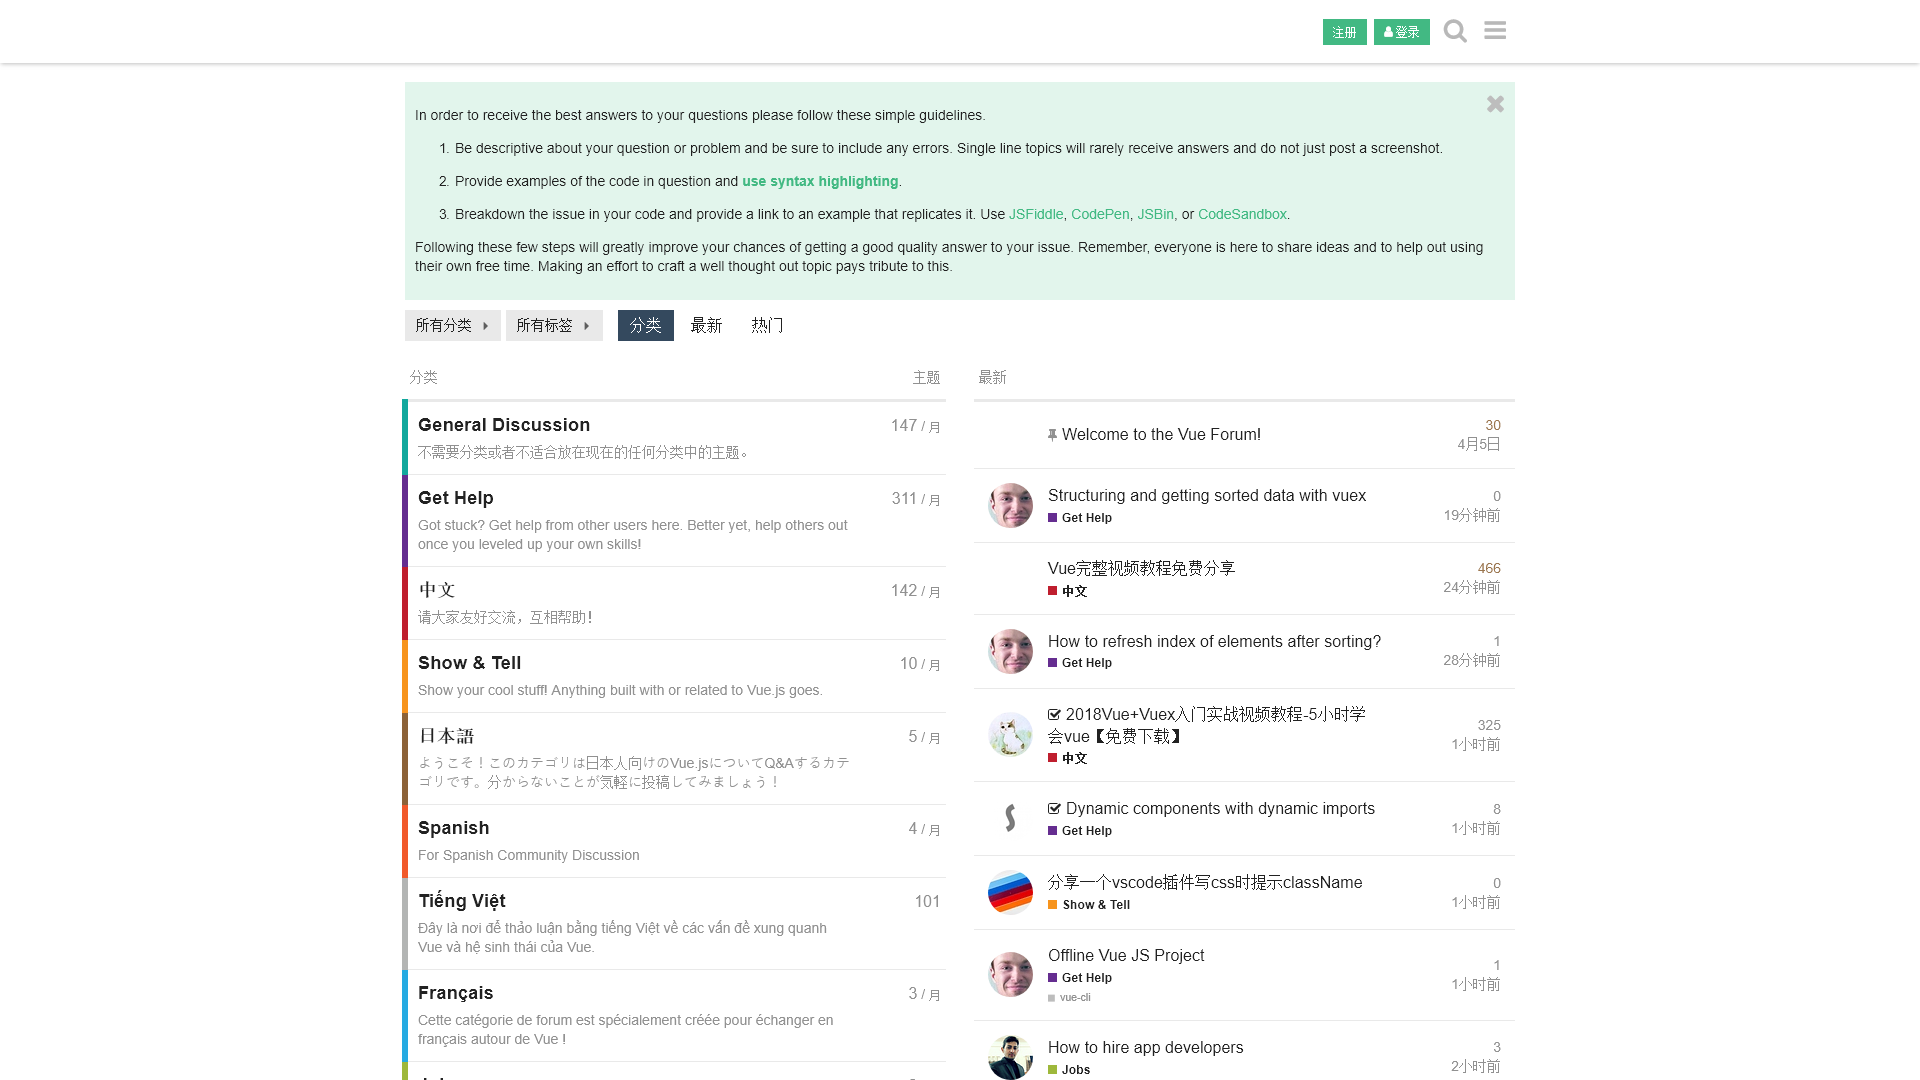 注册
登录
In order to receive the best answers to your questions please follow these simple guidelines.
1. Be descriptive about your question or problem and be sure to include any errors. Single line topics will rarely receive answers and do not just post a screenshot.
2. Provide examples of the code in question and use syntax highlighting.
3. Breakdown the issue in your code and provide a link to an example that replicates it. Use JSFiddle, CodePen, JSBin, or CodeSandbox.
Following these few steps will greatly improve your chances of getting a good quality answer to your issue. Remember, everyone is here to share ideas and to help out using
their own free time. Making an effort to craft a well thought out topic pays tribute to this.
所有分类
所有标签
分类
最新
热门
分类
主题
General Discussion
147 / 月
不需要分类或者不适合放在现在的任何分类中的主题。
Get Help
311 / 月
Got stuck? Get help from other users here. Better yet, help others out
once you leveled up your own skills!
中文
142 / 月
请大家友好交流，互相帮助！
Show & Tell
10 / 月
Show your cool stuff! Anything built with or related to Vue.js goes.
日本語
5 / 月
ようこそ！このカテゴリは日本人向けのVue.jsについてQ&Aするカテ
ゴリです。分からないことが気軽に投稿してみましょう！
Spanish
4 / 月
For Spanish Community Discussion
Tiếng Việt
101
Đây là nơi để thảo luận bằng tiếng Việt về các vấn đề xung quanh
Vue và hệ sinh thái của Vue.
Français
3 / 月
Cette catégorie de forum est spécialement créée pour échanger en
français autour de Vue !
最新
Welcome to the Vue Forum!
30
4月5日
Structuring and getting sorted data with vuex
Get Help
0
19分钟前
Vue完整视频教程免费分享
中文
466
24分钟前
How to refresh index of elements after sorting?
Get Help
1
28分钟前
2018Vue+Vuex入门实战视频教程-5小时学
会vue【免费下载】
中文
325
1小时前
Dynamic components with dynamic imports
Get Help
8
1小时前
分享一个vscode插件写css时提示className
Show & Tell
0
1小时前
Offline Vue JS Project
Get Help
vue-cli
1
1小时前
How to hire app developers
Jobs
3
2小时前